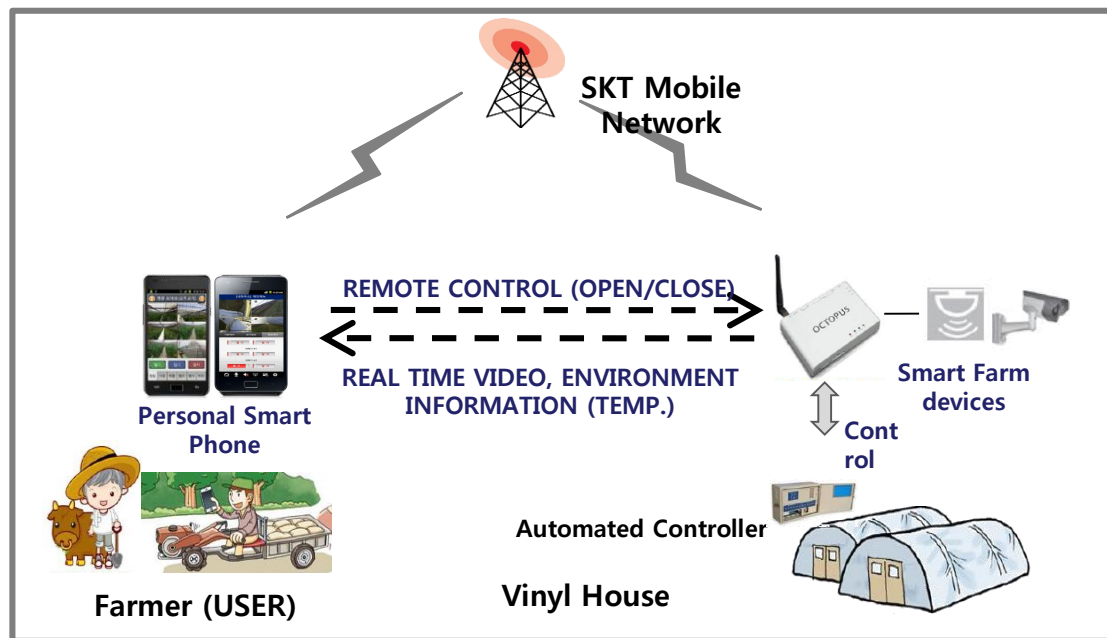 SKT Mobile
Network
REMOTE CONTROL (OPEN/CLOSE)
OCTOPUS
REAL TIME VIDEO, ENVIRONMENT
INFORMATION (TEMP.)
Smart Farm
devices
Personal Smart
Phone
Cont
rol
Automated Controller
Farmer (USER)
Vinyl House